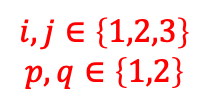 i, j ∈ {1,2,3}
p, q ∈ {1,2}